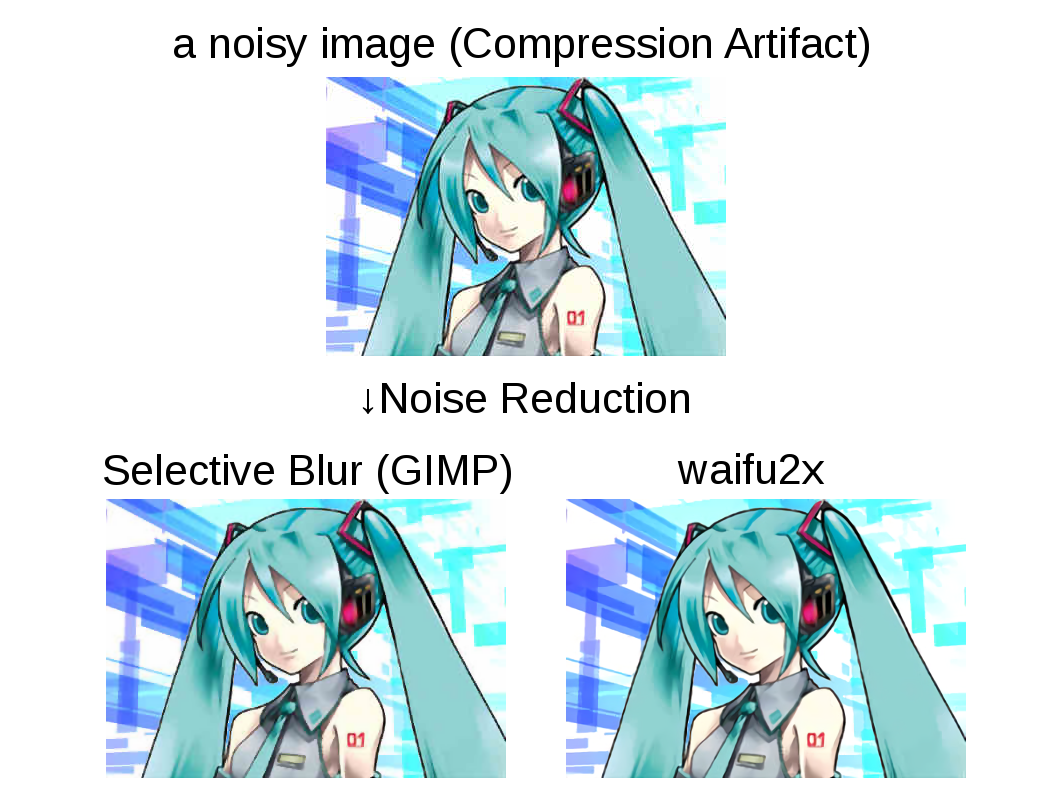 a noisy image (Compression Artifact)
01
↓Noise Reduction
Selective Blur (GIMP)
waifu2x
01
01